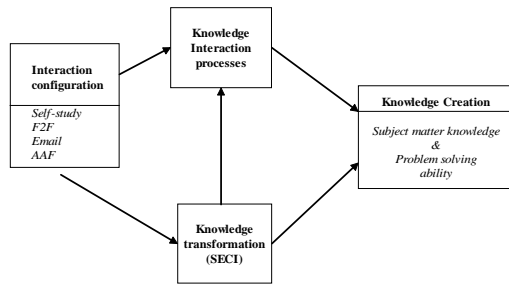 Knowledge
Interaction
processes
Interaction
configuration
Self-study
F2F
Email
AAF
Knowledge Creation
Subject matter knowledge
&
Problem solving
ability
Knowledge
transformation
(SECI)